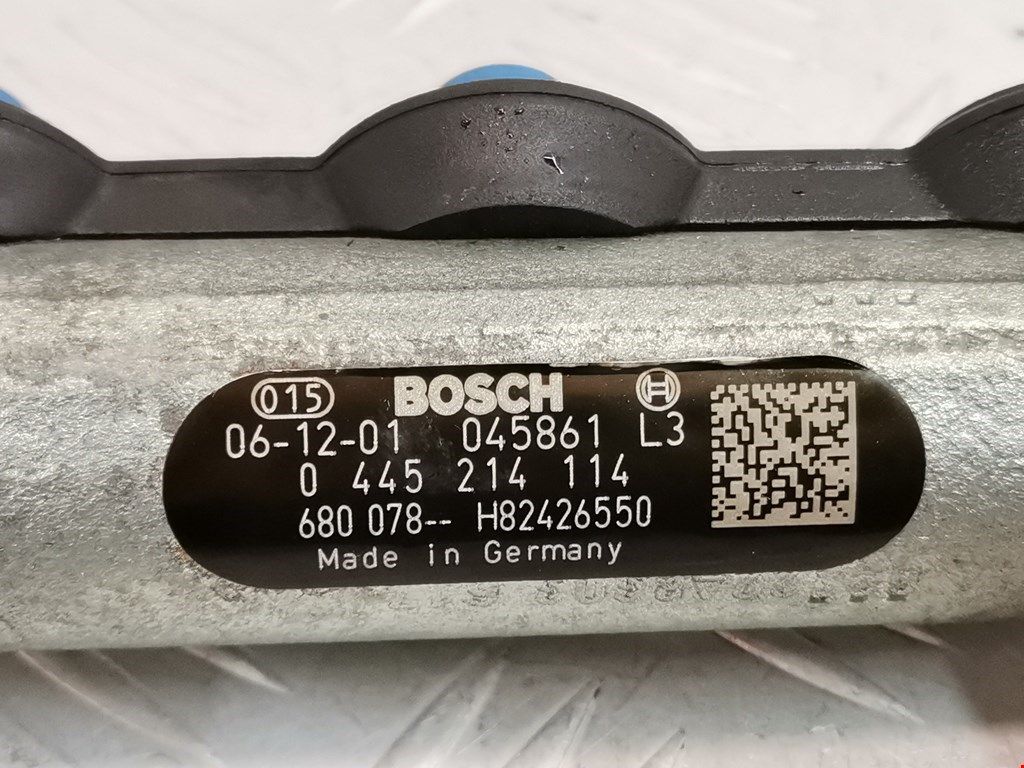 015 BOSCH
06-12-01 045861 L3
0 445 214 114
680 078-- H82426550
Made in Germany